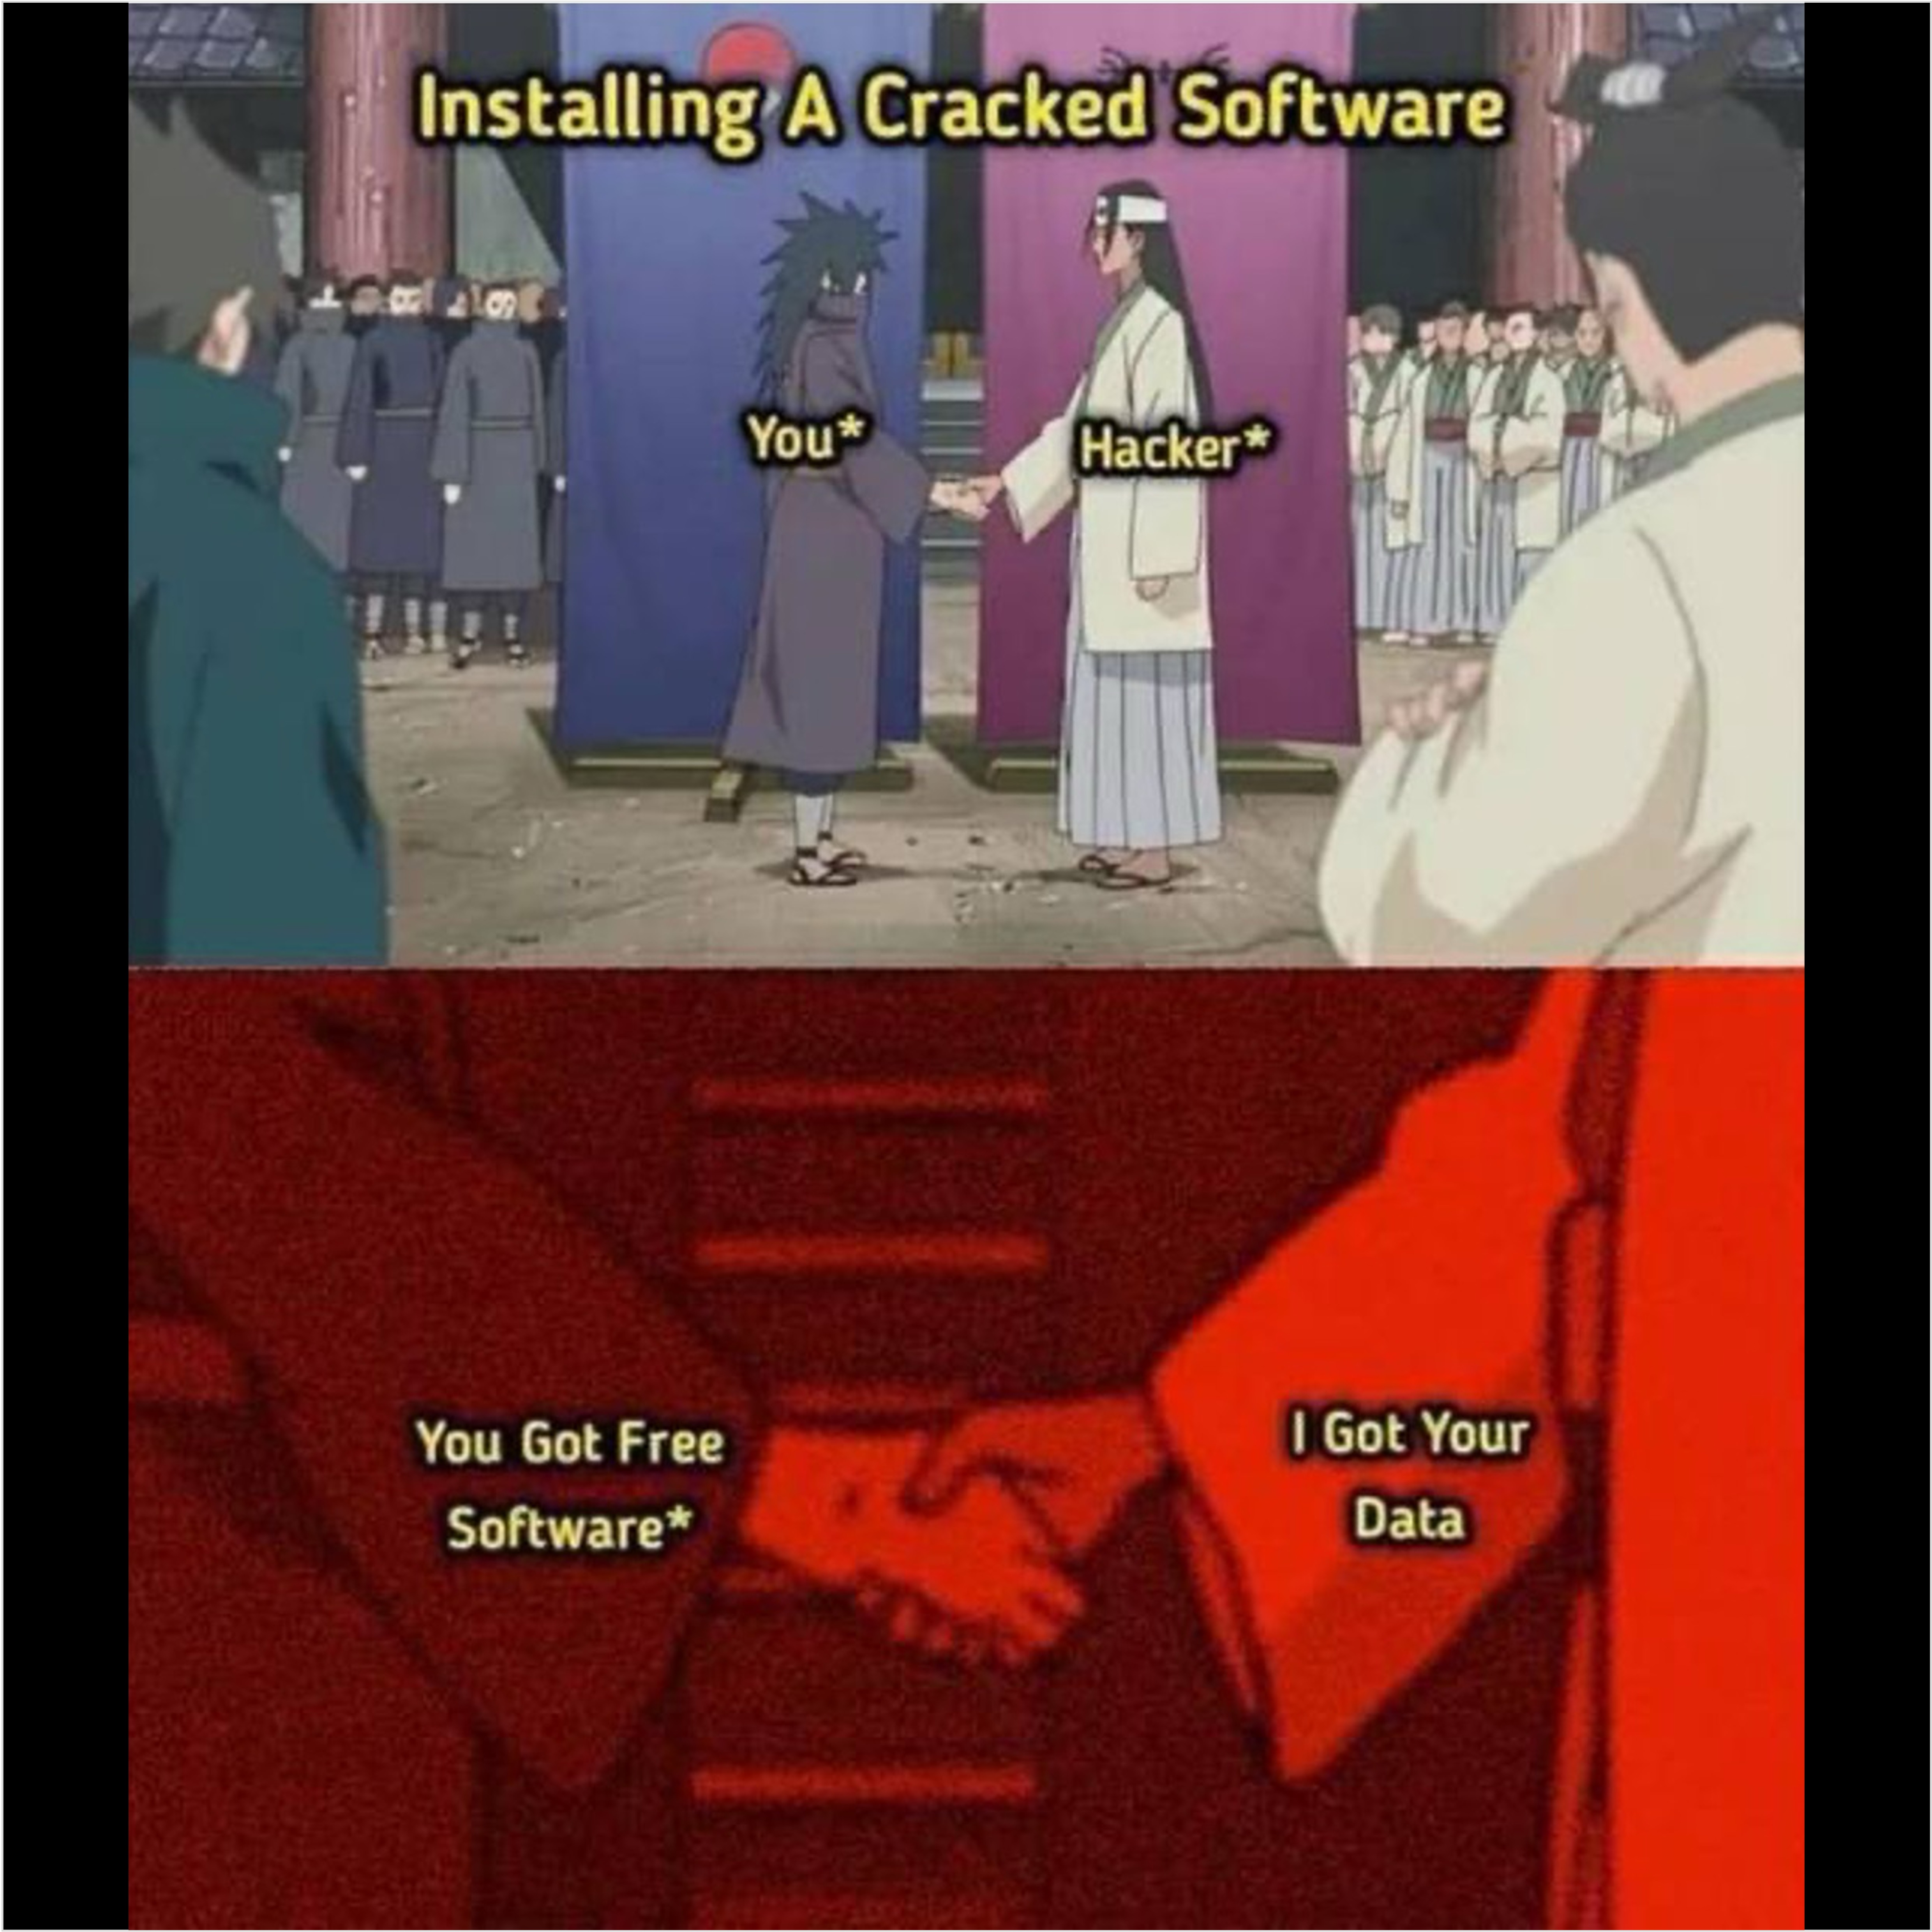 Installing A Cracked Software
You*
Hacker*
You Got Free
Software*
I Got Your
Data